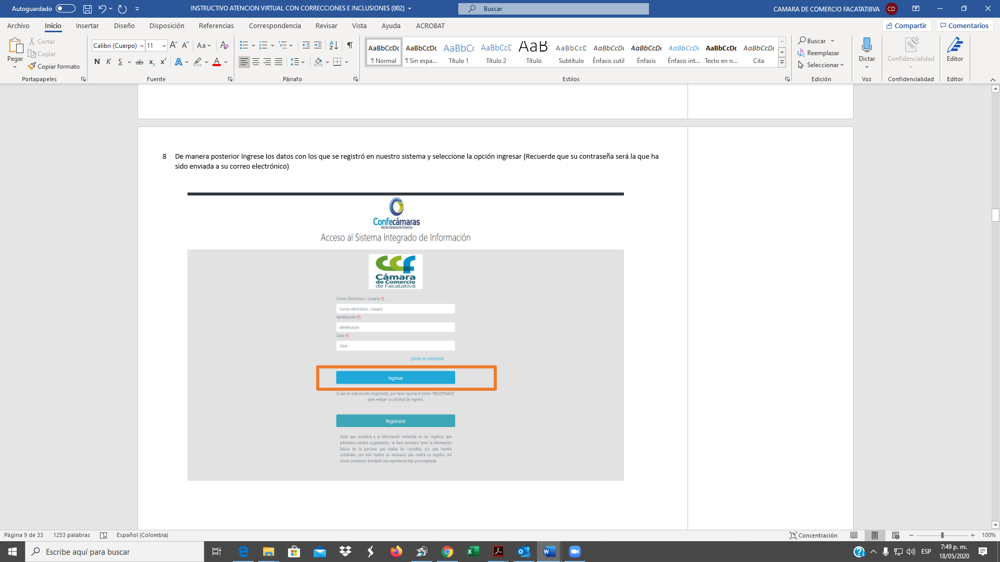 Autoguardado
INSTRUCTIVO ATENCION VIRTUAL CON CORRECCIONES E INCLUSIONES (002)
Buscar
CAMARA DE COMERCIO FACATATIBVA CD
Archivo Inicio Insertar Diseño Disposición Referencias Correspondencia Revisar Vista Ayuda ACROBAT
Compartir Comentarios
Pegar
Cortar
Copiar
Copiar formato
Portapapeles
Calibri (Cuerpo) 11
N K S ab x₂ x²
Fuente
Párrafo
AaBbCcDc AaBbCcDc AaBbCc AaBbCcD AaB AaBbCcD AaBbCcDc AaBbCcDc AaBbCcDc AaBbCcDc AaBbCcDc
¶ Normal ¶ Sin espa... Título 1 Título 2 Título Subtítulo Énfasis sutil Énfasis Énfasis int... Texto en n... Cita
Estilos
Buscar
Reemplazar
Seleccionar
Edición
Dictar
Voz
Confidencialidad
Confidencialidad
Editor
Editor
8 De manera posterior Ingrese los datos con los que se registró en nuestro sistema y seleccione la opción ingresar (Recuerde que su contraseña será la que ha
sido enviada a su correo electrónico)
Confecámaras
Red de Cámaras de Comercio
Acceso al Sistema Integrado de Información
ccf
Cámara
de Comercio
de Facatativá
Correo Electrónico / Usuario (*)
Correo electrónico / Usuario
Identificación (*)
Identificación
Clave (*)
Clave
¿Olvidó la contraseña?
Ingresar
Si aún no está inscrito (registrado), por favor oprima el botón "REGISTRARSE"
para realizar su solicitud de registro.
Registrarse
Dado que accederá a la información contenida en los registros que
administra nuestra organización, se hace necesario tener la información
básica de la persona que realiza las consultas, y/o que tramita
solicitudes, por este motivo es necesario que realice su registro. Así
mismo podremos brindarle una experiencia más personalizada.
Página 9 de 33 1253 palabras Español (Colombia)
Concentración
100%
Escribe aquí para buscar
ESP
7:49 p. m.
18/05/2020